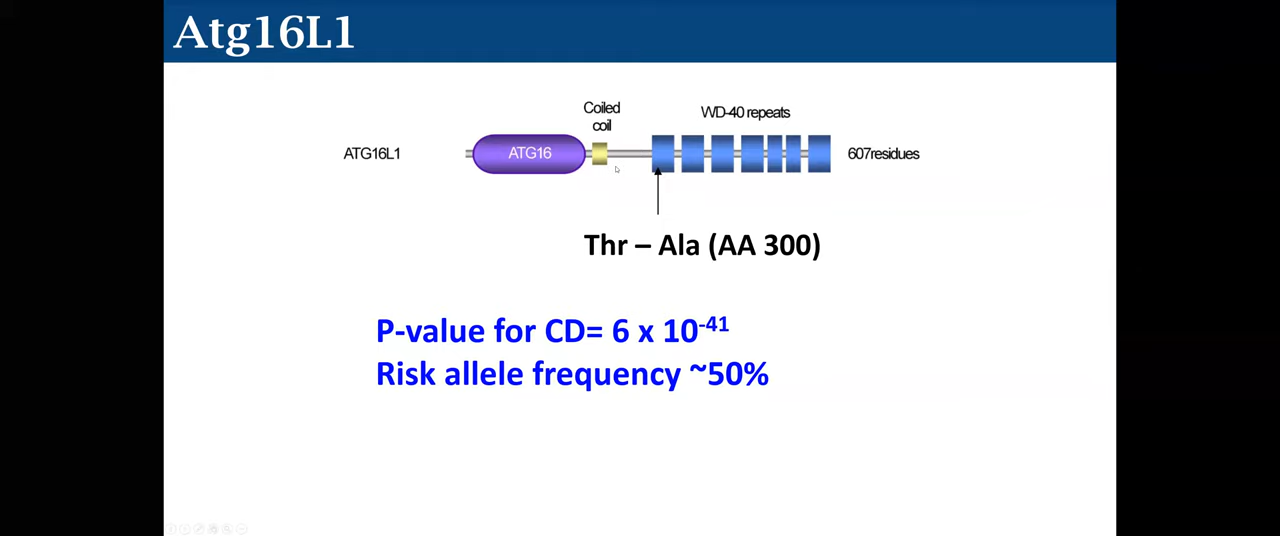 Atg16L1
Coiled
coil
WD-40 repeats
ATG16L1
ATG16
607residues
Thr – Ala (AA 300)
P-value for CD= 6 x 10⁻⁴¹
Risk allele frequency ~50%